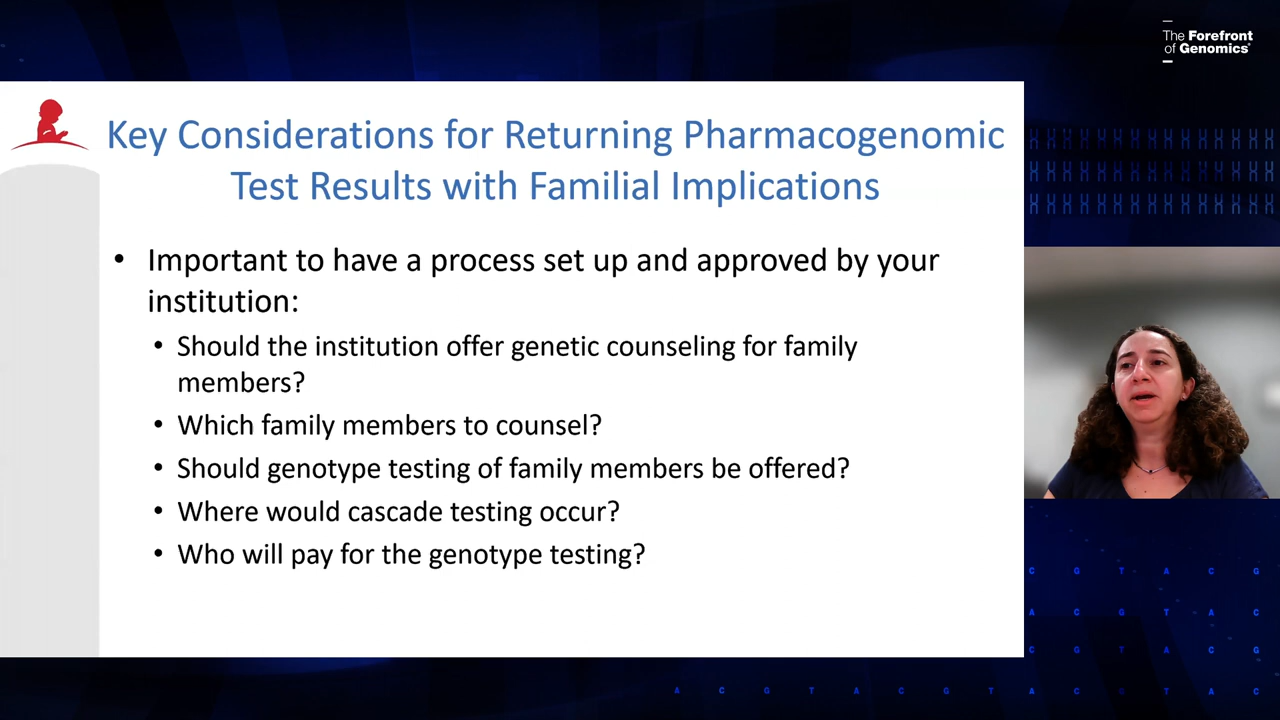 The Forefront
of Genomics®
Key Considerations for Returning Pharmacogenomic
Test Results with Familial Implications
• Important to have a process set up and approved by your
institution:
• Should the institution offer genetic counseling for family
members?
• Which family members to counsel?
• Should genotype testing of family members be offered?
• Where would cascade testing occur?
• Who will pay for the genotype testing?
C G T A C G
A C G T A C
C G T A C G
A C G T A C G T A C G T A C